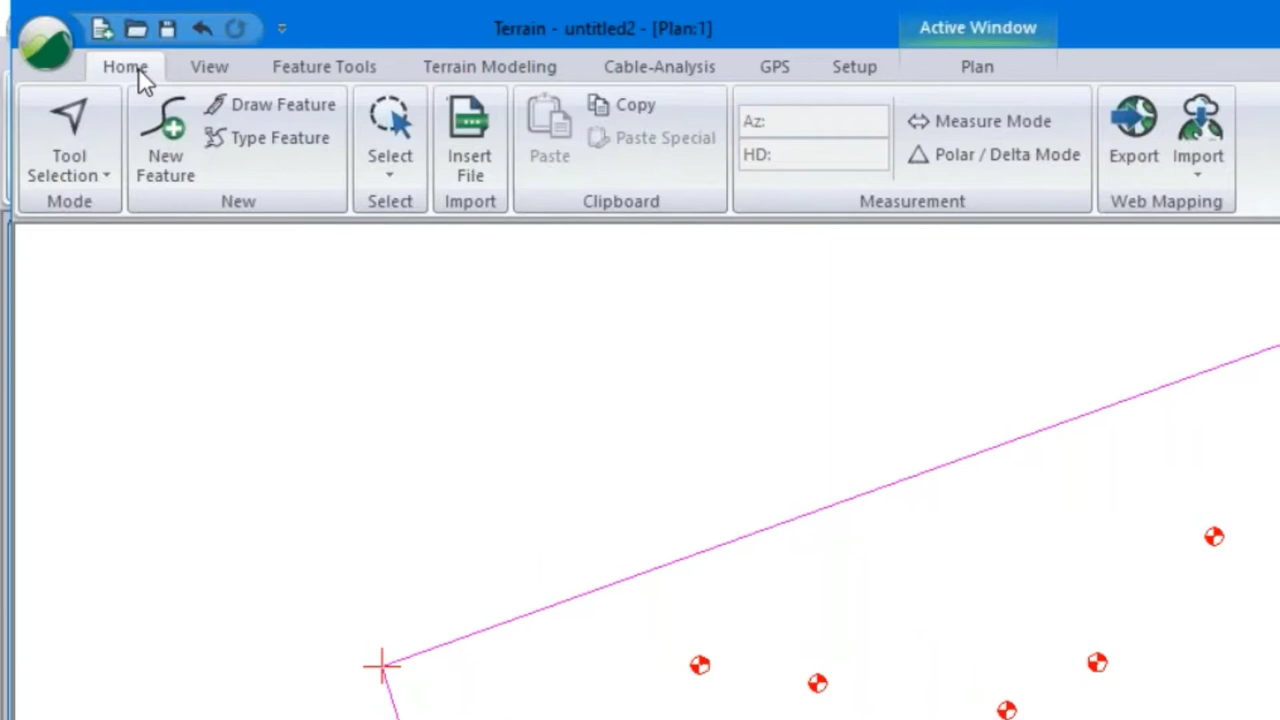 Terrain - untitled2 - [Plan:1]
Active Window
Home View Feature Tools Terrain Modeling Cable-Analysis GPS Setup Plan
Tool Selection
Mode
New Feature
Draw Feature
Type Feature
New
Select
Select
Insert File
Import
Paste
Copy
Paste Special
Clipboard
Az:
HD:
Measure Mode
Polar / Delta Mode
Measurement
Export
Import
Web Mapping